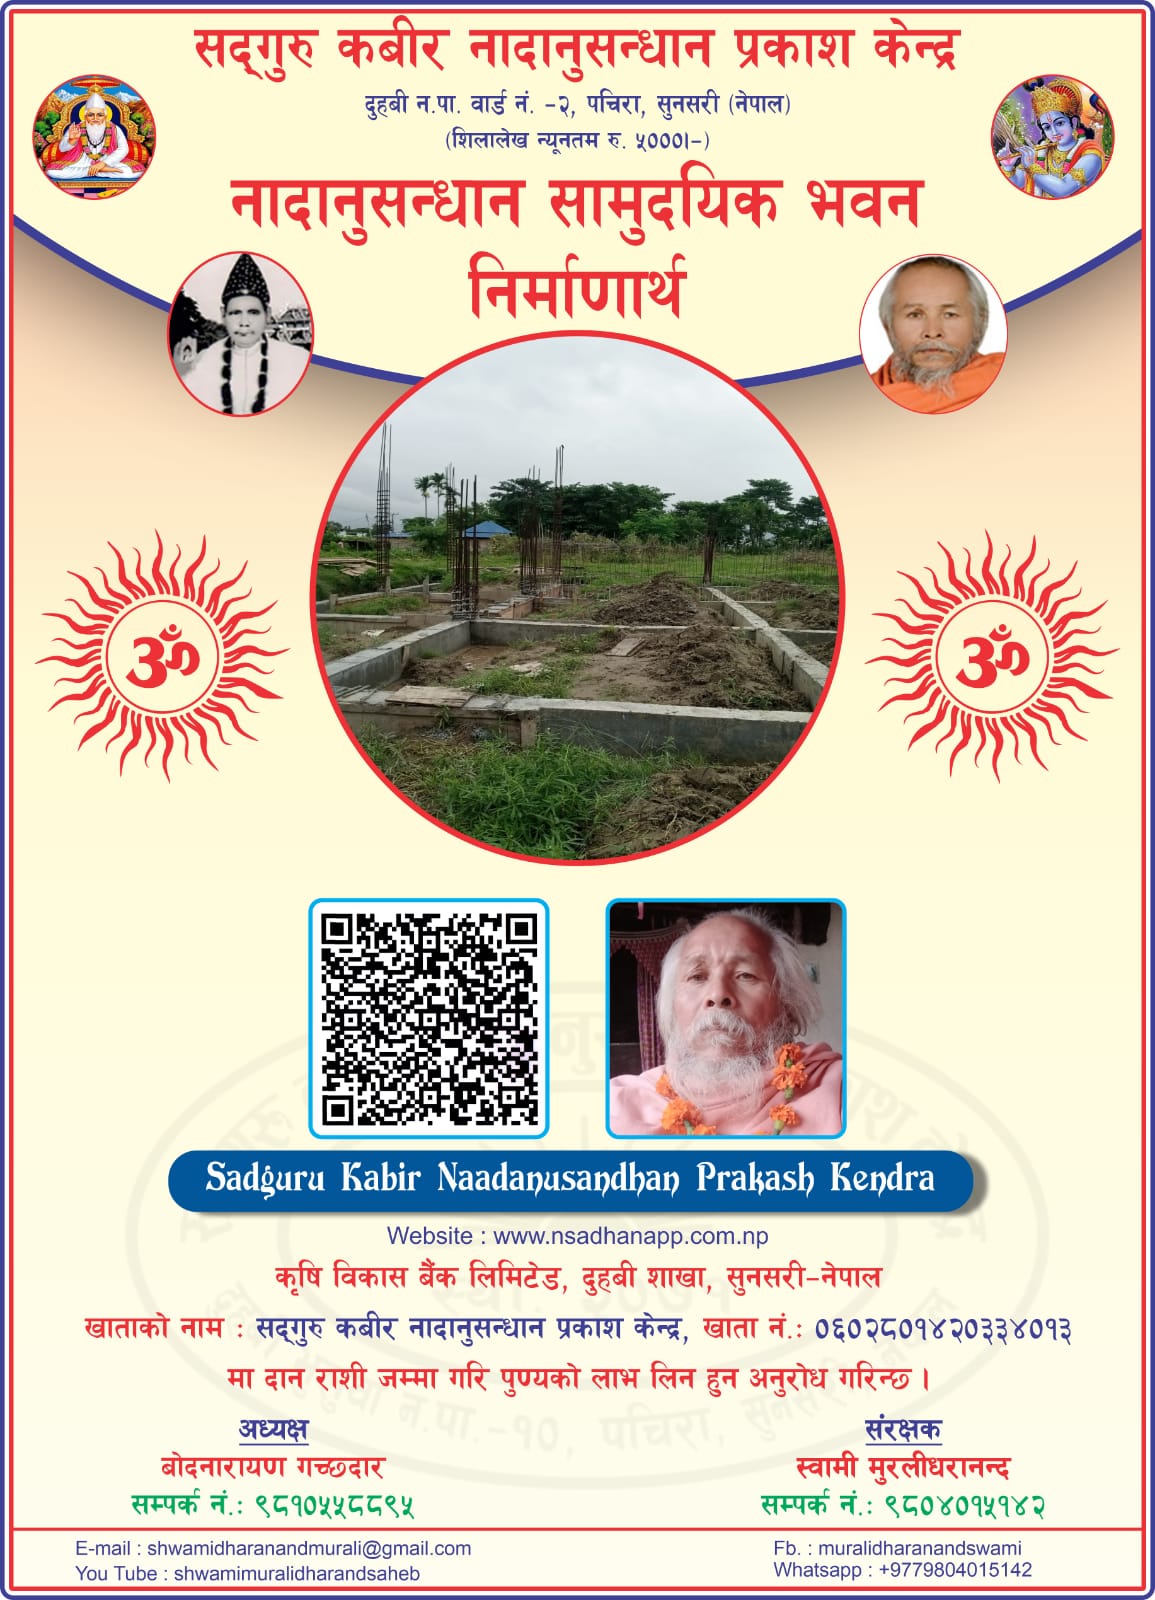 सद्‌गुरु कबीर नादानुसन्धान प्रकाश केन्द्र
दुहबी न.पा. वार्ड नं. -२, पचिरा, सुनसरी (नेपाल)
(शिलालेख न्यूनतम रु. ५०००।-)
नादानुसन्धान सामुदयिक भवन
निर्माणार्थ
ॐ
ॐ
Sadguru Kabir Naadanusandhan Prakash Kendra
Website : www.nsadhanapp.com.np
कृषि विकास बैंक लिमिटेड, दुहबी शाखा, सुनसरी-नेपाल
खाताको नाम : सद्‌गुरु कबीर नादानुसन्धान प्रकाश केन्द्र, खाता नं.: ०६०२८०१४२०३३४०१३
मा दान राशी जम्मा गरि पुण्यको लाभ लिन हुन अनुरोध गरिन्छ ।
अध्यक्ष
बोदनारायण गच्छदार
सम्पर्क नं.: ९८१०५५८८९५
संरक्षक
स्वामी मुरलीधरानन्द
सम्पर्क नं.: ९८०४०१५१४२
E-mail : shwamidharanandmurali@gmail.com
You Tube : shwamimuralidharandsaheb
Fb. : muralidharanandswami
Whatsapp : +9779804015142